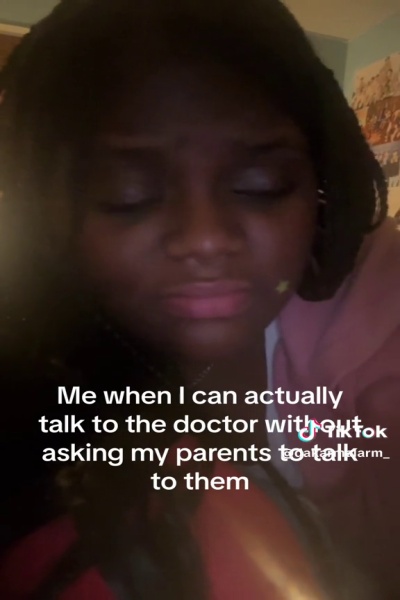 Me when I can actually
talk to the doctor without
asking my parents to talk
to them
TikTok